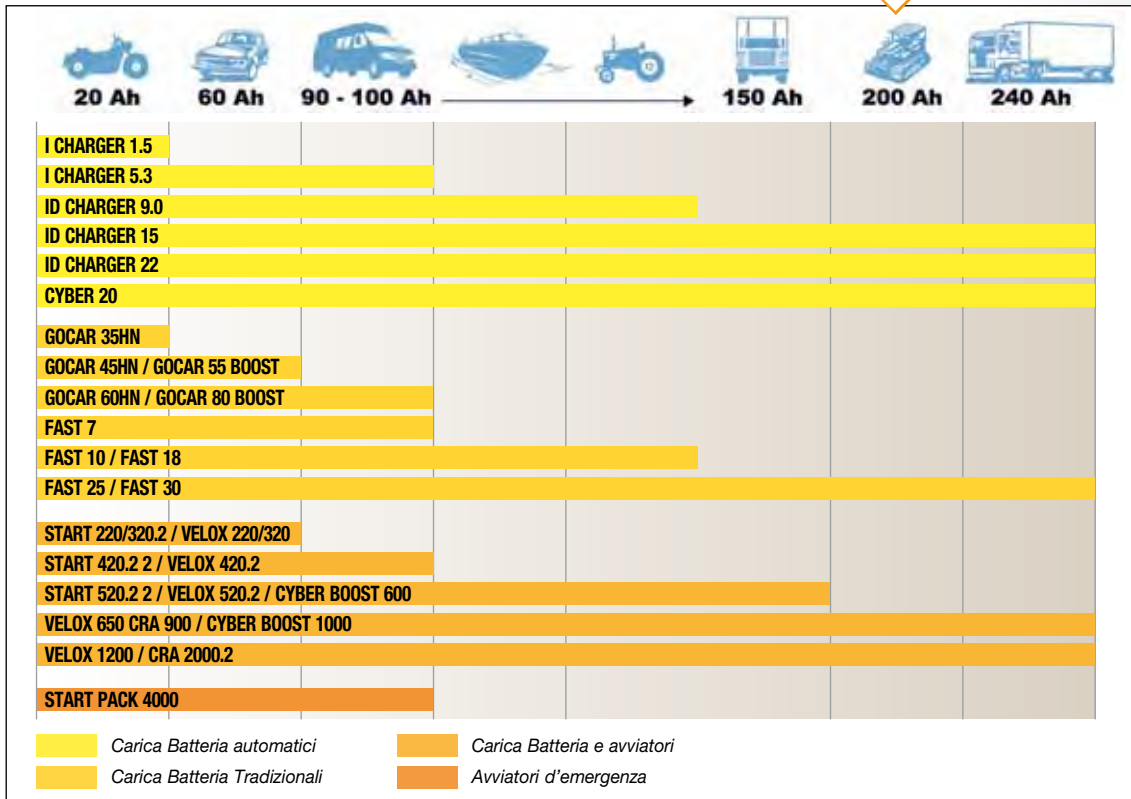 20 Ah 60 Ah 90 - 100 Ah 150 Ah 200 Ah 240 Ah
I CHARGER 1.5
I CHARGER 5.3
ID CHARGER 9.0
ID CHARGER 15
ID CHARGER 22
CYBER 20
GOCAR 35HN
GOCAR 45HN / GOCAR 55 BOOST
GOCAR 60HN / GOCAR 80 BOOST
FAST 7
FAST 10 / FAST 18
FAST 25 / FAST 30
START 220/320.2 / VELOX 220/320
START 420.2 2 / VELOX 420.2
START 520.2 2 / VELOX 520.2 / CYBER BOOST 600
VELOX 650 CRA 900 / CYBER BOOST 1000
VELOX 1200 / CRA 2000.2
START PACK 4000
Carica Batteria automatici
Carica Batteria Tradizionali
Carica Batteria e avviatori
Avviatori d'emergenza